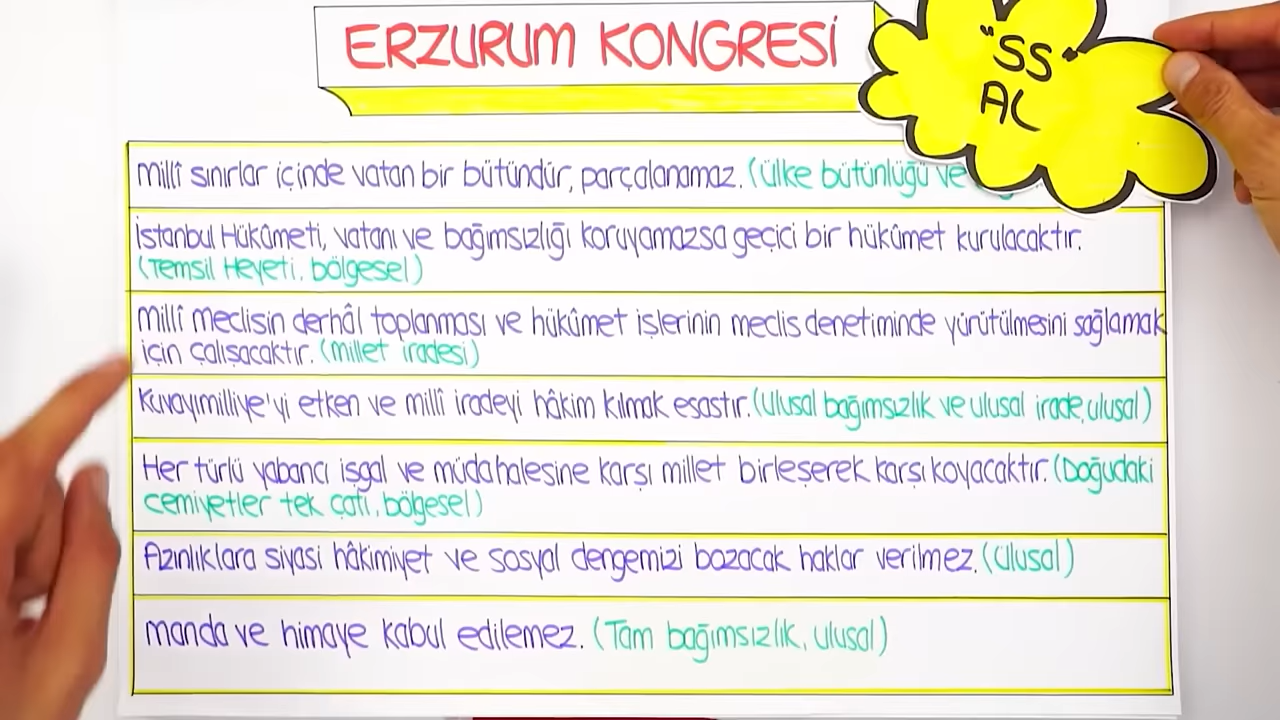 ERZURUM KONGRESİ
"SS"
AL
Millî sınırlar içinde vatan bir bütündür, parçalanamaz. (Ülke bütünlüğü ve
İstanbul Hükûmeti, vatanı ve bağımsızlığı koruyamazsa geçici bir hükûmet kurulacaktır.
(Temsil Heyeti, bölgesel)
Millî meclisin derhâl toplanması ve hükûmet işlerinin meclis denetiminde yürütülmesini sağlamak
için çalışacaktır. (millet iradesi)
Kuvayımilliye'yi etken ve millî iradeyi hâkim kılmak esastır. (Ulusal bağımsızlık ve ulusal irade, ulusal)
Her türlü yabancı işgal ve müdahalesine karşı millet birleşerek karşı koyacaktır. (Doğudaki
cemiyetler tek çatı, bölgesel)
Azınlıklara siyasi hâkimiyet ve sosyal dengemizi bozacak haklar verilmez. (Ulusal)
Manda ve himaye kabul edilemez. (Tam bağımsızlık, ulusal)